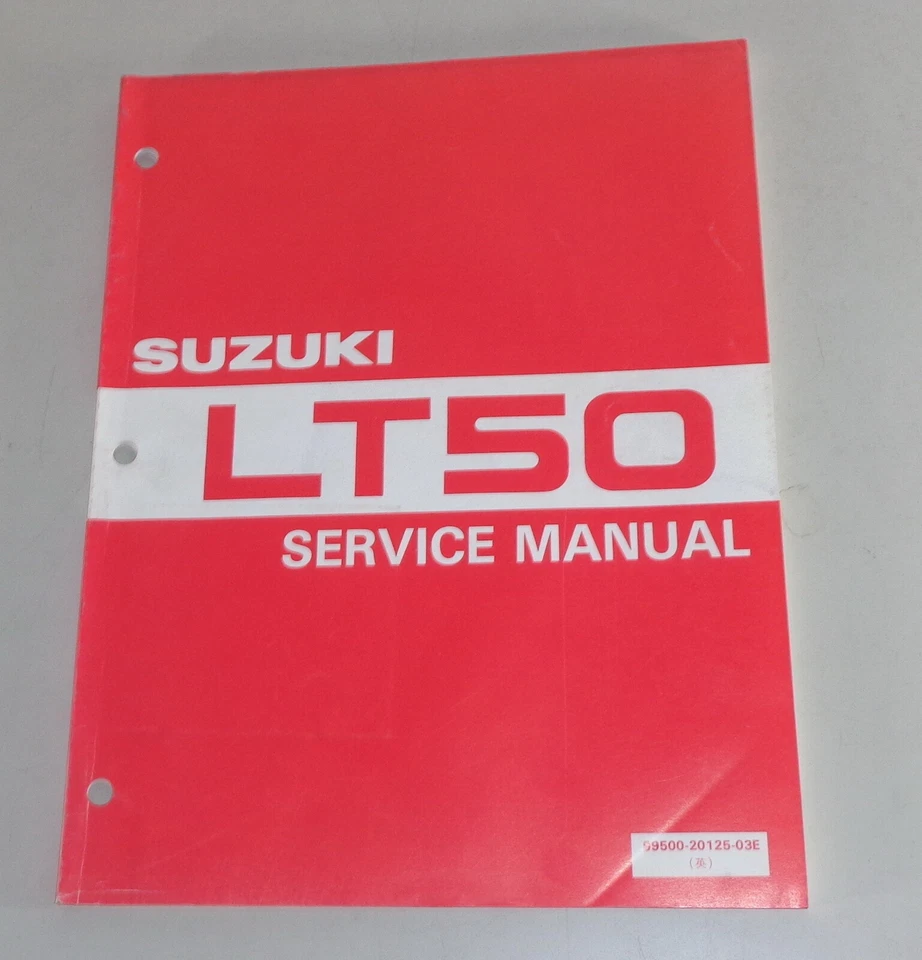 SUZUKI
LT50
SERVICE MANUAL
99500-20125-03E
(英)